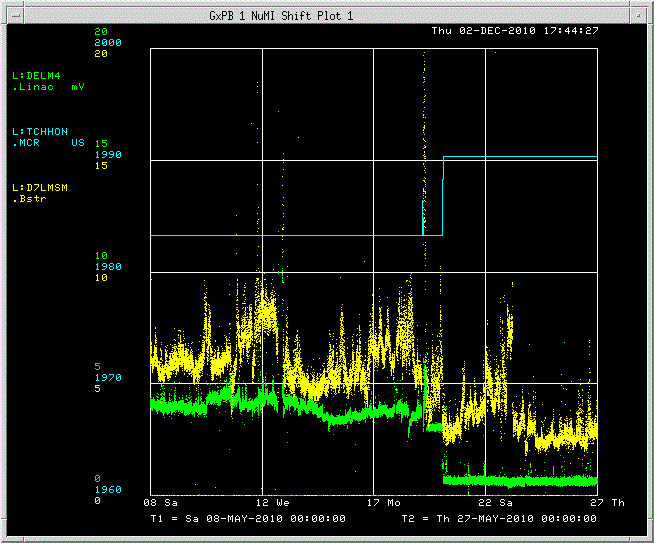 GxPB 1 NuMI Shift Plot 1
Thu 02-DEC-2010 17:44:27
20
2000
20
L:DELM4
.Linac mV
L:TCHHON
.MCR US
15
1990
15
L:D7LMSM
.Bstr
10
1980
10
5
1970
5
0
1960
0
08 Sa 12 We 17 Mo 22 Sa 27 Th
T1 = Sa 08-MAY-2010 00:00:00 T2 = Th 27-MAY-2010 00:00:00